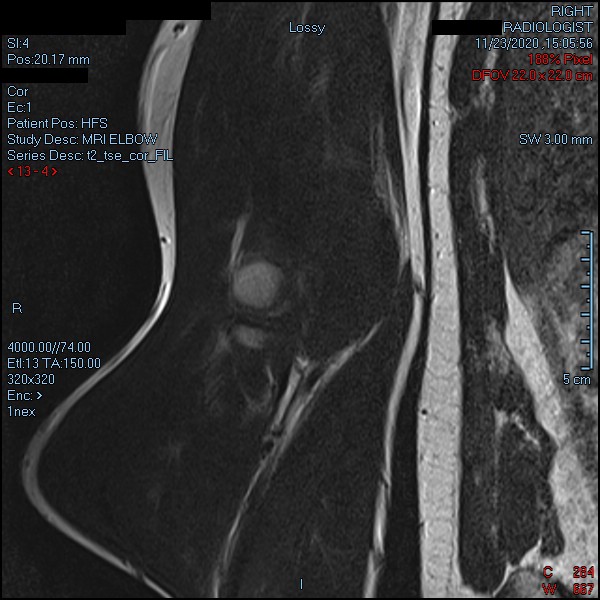 RIGHT
Lossy
RADIOLOGIST
SI:4
11/23/2020 ,15:05:56
Pos:20.17 mm
188% Pixel
DFOV 22.0 x 22.0 cm
Cor
Ec:1
Patient Pos: HFS
Study Desc: MRI ELBOW
SW 3.00 mm
Series Desc: t2_tse_cor_FIL
< 13 - 4 >
R
4000.00//74.00
Etl:13 TA:150.00
320x320
5 cm
Enc: >
1nex
I
C 264
W 687